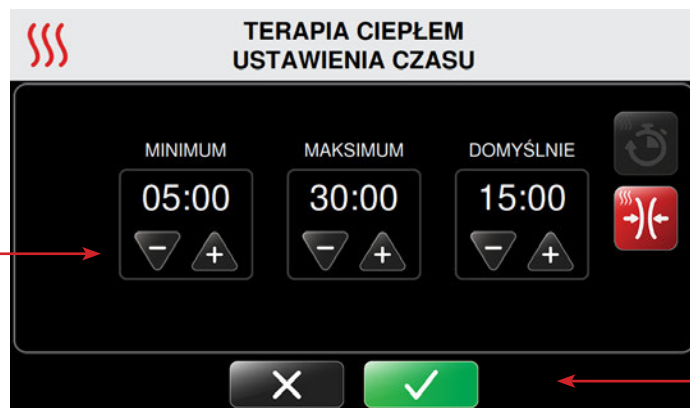 TERAPIA CIEPŁEM
USTAWIENIA CZASU
MINIMUM MAKSIMUM DOMYŚLNIE
05:00 30:00 15:00
- + - + - +